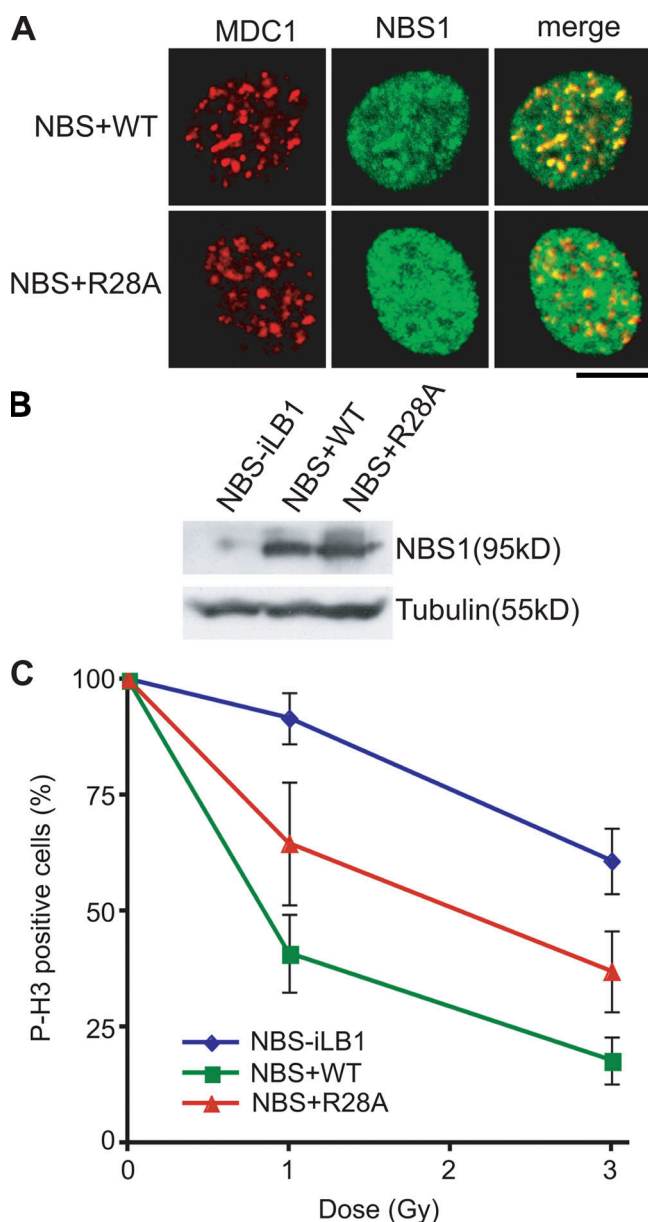 A
MDC1 NBS1 merge
NBS+WT
NBS+R28A
B
NBS-iLB1 NBS+WT NBS+R28A
NBS1(95kD)
Tubulin(55kD)
C
100
75
50
25
0
P-H3 positive cells (%)
NBS-iLB1
NBS+WT
NBS+R28A
0 1 2 3
Dose (Gy)